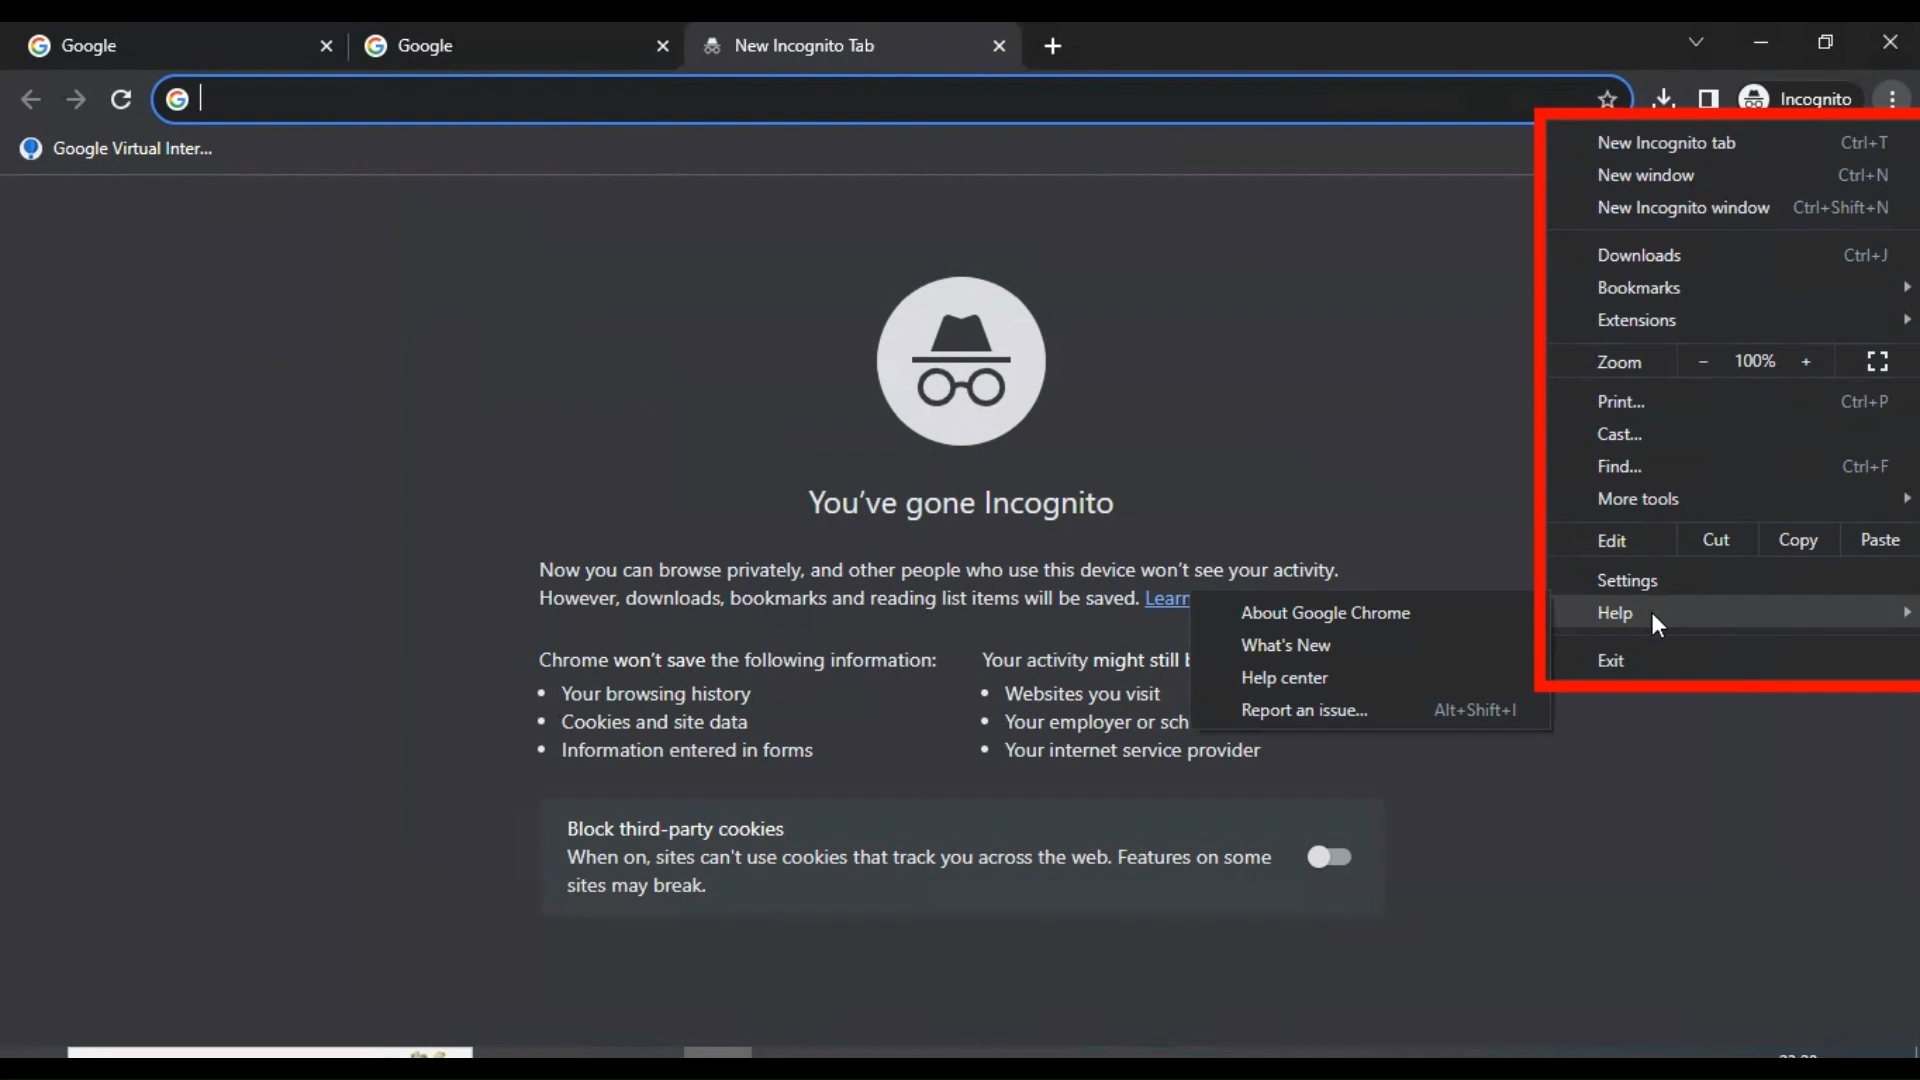 Google
Google
New Incognito Tab
Incognito
Google Virtual Inter...
New Incognito tab Ctrl+T
New window Ctrl+N
New Incognito window Ctrl+Shift+N
Downloads Ctrl+J
Bookmarks
Extensions
Zoom - 100% +
Print... Ctrl+P
Cast...
Find... Ctrl+F
More tools
Edit Cut Copy Paste
Settings
Help
Exit
About Google Chrome
What's New
Help center
Report an issue... Alt+Shift+I
You've gone Incognito
Now you can browse privately, and other people who use this device won't see your activity.
However, downloads, bookmarks and reading list items will be saved. Learn
Chrome won't save the following information:
• Your browsing history
• Cookies and site data
• Information entered in forms
Your activity might still
• Websites you visit
• Your employer or sch
• Your internet service provider
Block third-party cookies
When on, sites can't use cookies that track you across the web. Features on some
sites may break.